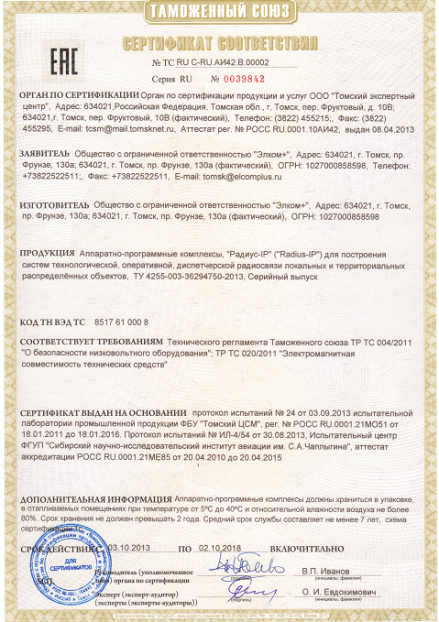 ТАМОЖЕННЫЙ СОЮЗ
СЕРТИФИКАТ СООТВЕТСТВИЯ
ЕАС
№ ТС RU С-RU.АИ42.В.00002
Серия RU № 0039842
ОРГАН ПО СЕРТИФИКАЦИИ Орган по сертификации продукции и услуг ООО "Томский экспертный
центр", Адрес: 634021,Российская Федерация, Томская обл., г. Томск, пер. Фруктовый, д. 10В;
634021,г. Томск, пер. Фруктовый, 10В (фактический), Телефон: (3822) 455215;, Факс: (3822)
455295, E-mail: tcsm@mail.tomsknet.ru, Аттестат рег. № РОСС RU.0001.10АИ42, выдан 08.04.2013
ЗАЯВИТЕЛЬ Общество с ограниченной ответственностью "Элком+", Адрес: 634021, г. Томск, пр.
Фрунзе, 130а; 634021, г. Томск, пр. Фрунзе, 130а (фактический), ОГРН: 1027000858598, Телефон:
+73822522511;, Факс: +73822522511, E-mail: tomsk@elcomplus.ru
ИЗГОТОВИТЕЛЬ Общество с ограниченной ответственностью "Элком+", Адрес: 634021, г. Томск,
пр. Фрунзе, 130а; 634021, г. Томск, пр. Фрунзе, 130а (фактический), ОГРН: 1027000858598
ПРОДУКЦИЯ Аппаратно-программные комплексы, "Радиус-IP" ("Radius-IP") для построения
систем технологической, оперативной, диспетчерской радиосвязи локальных и территориальных
распределённых объектов, ТУ 4255-003-36294750-2013, Серийный выпуск
КОД ТН ВЭД ТС 8517 61 000 8
СООТВЕТСТВУЕТ ТРЕБОВАНИЯМ Технического регламента Таможенного союза ТР ТС 004/2011
"О безопасности низковольтного оборудования"; ТР ТС 020/2011 "Электромагнитная
совместимость технических средств"
СЕРТИФИКАТ ВЫДАН НА ОСНОВАНИИ протокол испытаний № 24 от 03.09.2013 испытательной
лаборатории промышленной продукции ФБУ "Томский ЦСМ", рег. № РОСС RU.0001.21МО51 от
18.01.2011 до 18.01.2016. Протокол испытаний № ИЛ-4/54 от 30.08.2013, Испытательный центр
ФГУП "Сибирский научно-исследовательский институт авиации им. С.А.Чаплыгина", аттестат
аккредитации РОСС RU.0001.21МЕ85 от 20.04.2010 до 20.04.2015
ДОПОЛНИТЕЛЬНАЯ ИНФОРМАЦИЯ Аппаратно-программные комплексы должны храниться в упаковке,
в отапливаемых помещениях при температуре от 5ºС до 40ºС и относительной влажности воздуха не более
80%. Срок хранения не должен превышать 2 года. Средний срок службы составляет не менее 7 лет, схема
сертификации:
СРОК ДЕЙСТВИЯ С 03.10.2013 ПО 02.10.2018 ВКЛЮЧИТЕЛЬНО
ДЛЯ
СЕРТИФИКАТОВ
М.П.
органа по сертификации
В.П. Иванов
(инициалы, фамилия)
Эксперт (эксперт-аудитор)
(эксперты (эксперты-аудиторы))
О. И. Евдокимович
(инициалы, фамилия)